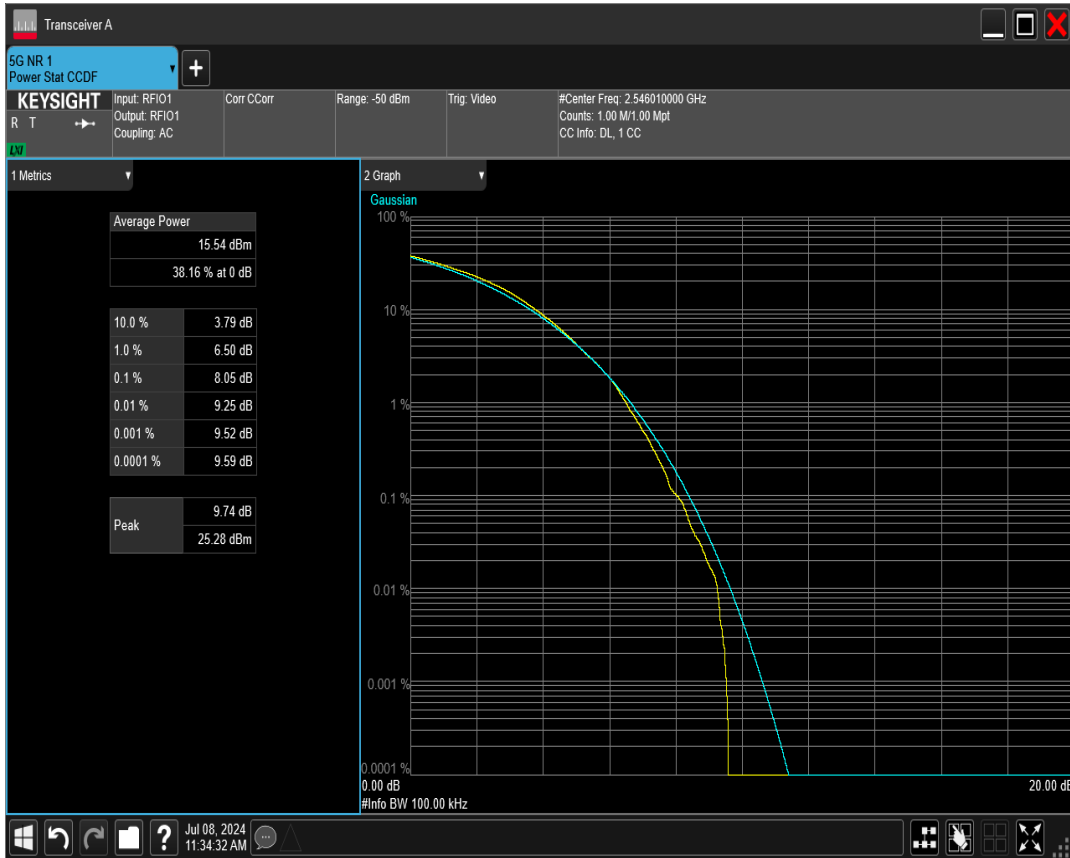 Transceiver A
5G NR 1
Power Stat CCDF
KEYSIGHT
R T
LXI
Input: RFIO1
Output: RFIO1
Coupling: AC
Corr CCorr
Range: -50 dBm
Trig: Video
#Center Freq: 2.546010000 GHz
Counts: 1.00 M/1.00 Mpt
CC Info: DL, 1 CC
1 Metrics
Average Power
15.54 dBm
38.16 % at 0 dB
10.0 % 3.79 dB
1.0 % 6.50 dB
0.1 % 8.05 dB
0.01 % 9.25 dB
0.001 % 9.52 dB
0.0001 % 9.59 dB
Peak 9.74 dB
25.28 dBm
2 Graph
Gaussian
100 %
10 %
1 %
0.1 %
0.01 %
0.001 %
0.0001 %
0.00 dB 20.00 dB
#Info BW 100.00 kHz
Jul 08, 2024
11:34:32 AM